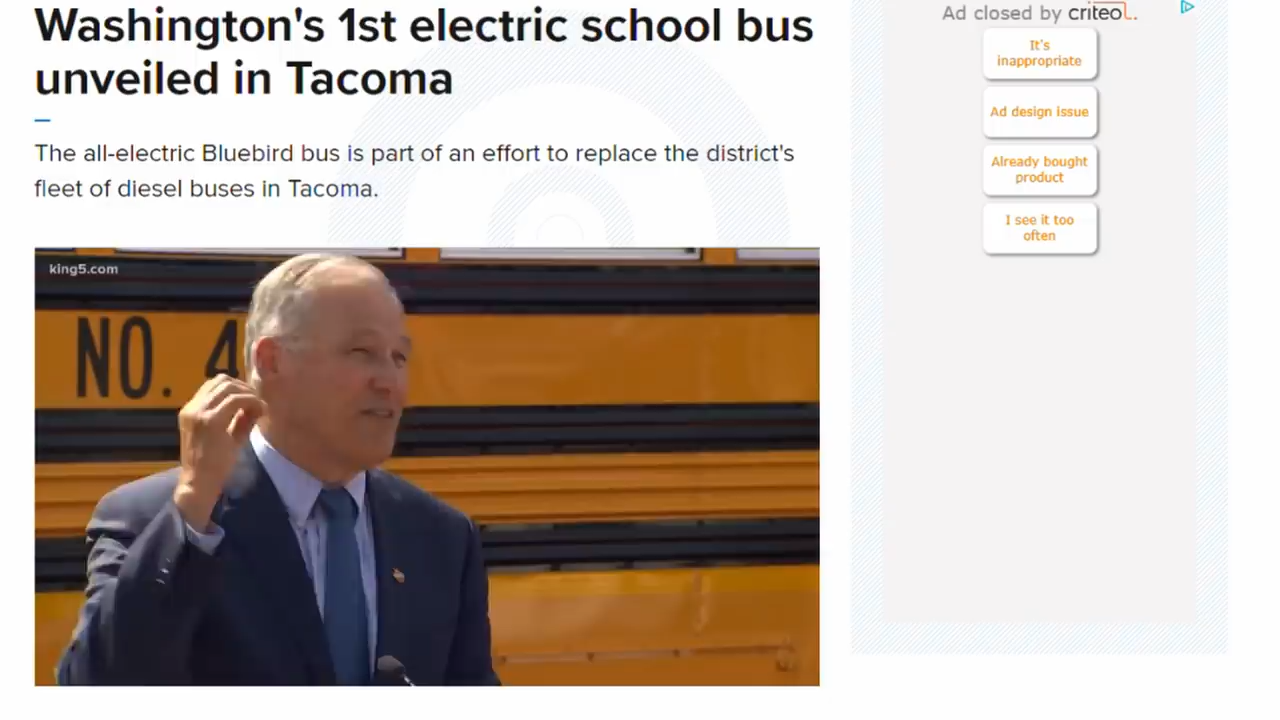 Washington's 1st electric school bus
unveiled in Tacoma
The all-electric Bluebird bus is part of an effort to replace the district's
fleet of diesel buses in Tacoma.
king5.com
NO. 4
Ad closed by criteo.
It's
inappropriate
Ad design issue
Already bought
product
I see it too
often